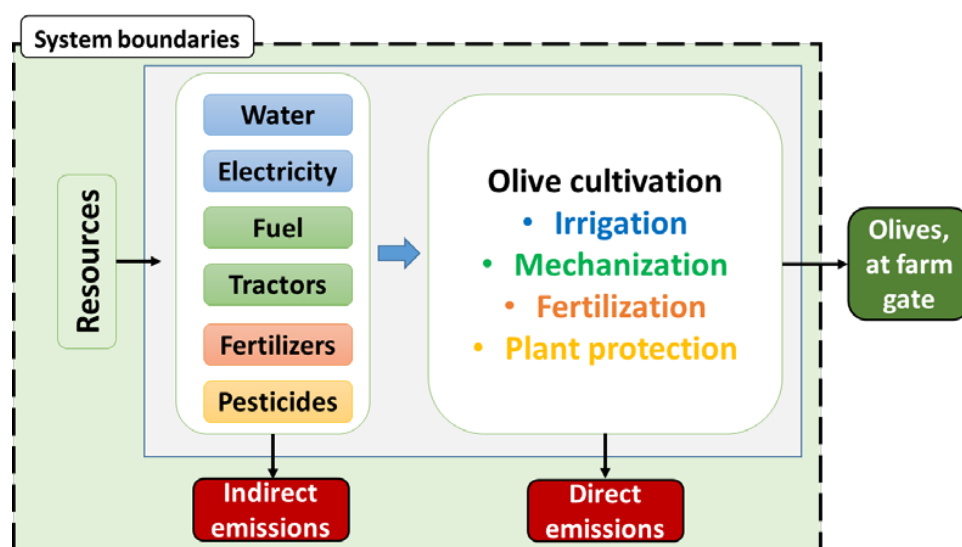 System boundaries
Resources
Water
Electricity
Fuel
Tractors
Fertilizers
Pesticides
Olive cultivation
• Irrigation
• Mechanization
• Fertilization
• Plant protection
Olives,
at farm
gate
Indirect
emissions
Direct
emissions